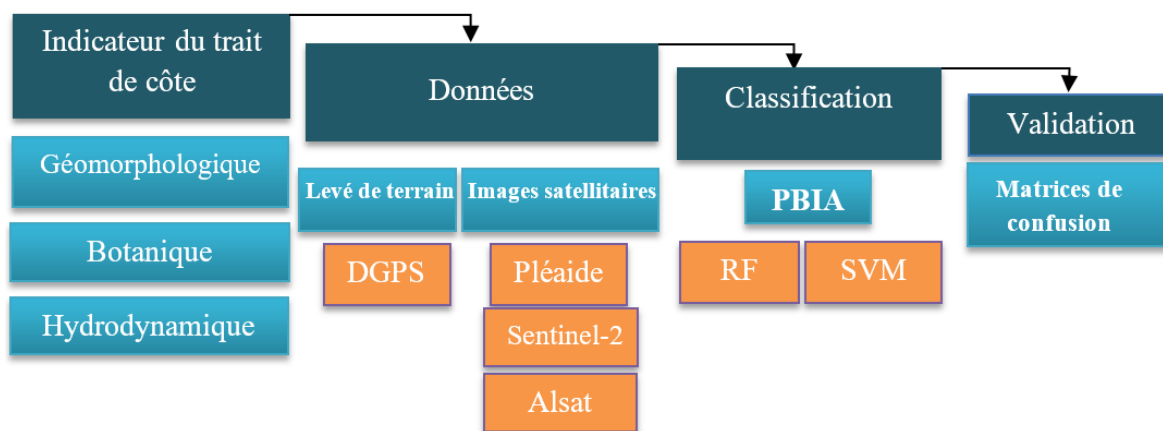 Indicateur du trait
de côte
Géomorphologique
Botanique
Hydrodynamique
Données
Levé de terrain
Images satellitaires
DGPS
Pléaide
Sentinel-2
Alsat
Classification
PBIA
RF
SVM
Validation
Matrices de
confusion